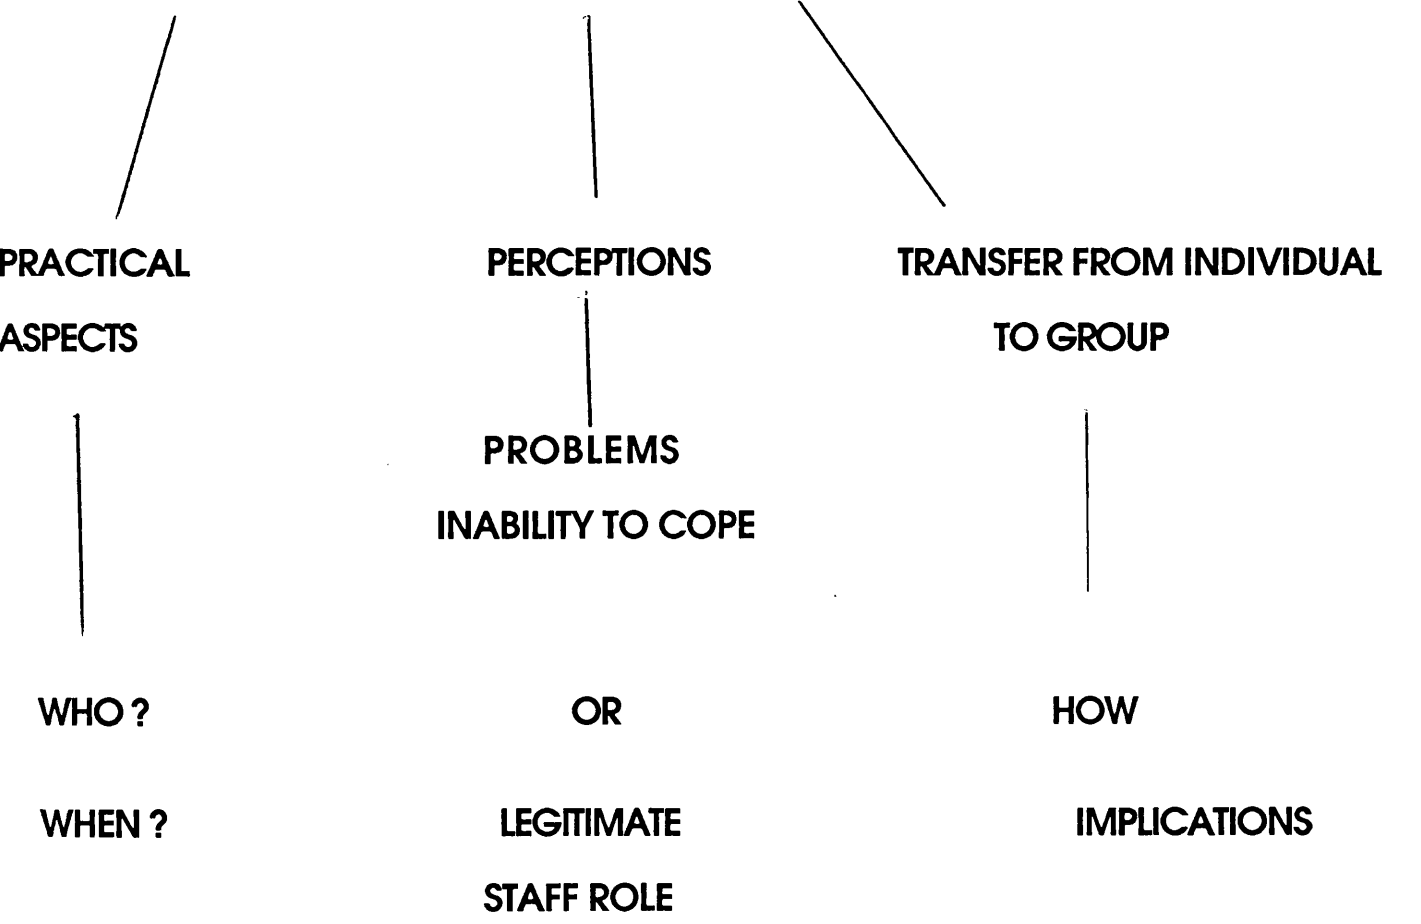 PRACTICAL
ASPECTS
WHO ?
WHEN ?
PERCEPTIONS
PROBLEMS
INABILITY TO COPE
OR
LEGITIMATE
STAFF ROLE
TRANSFER FROM INDIVIDUAL
TO GROUP
HOW
IMPLICATIONS